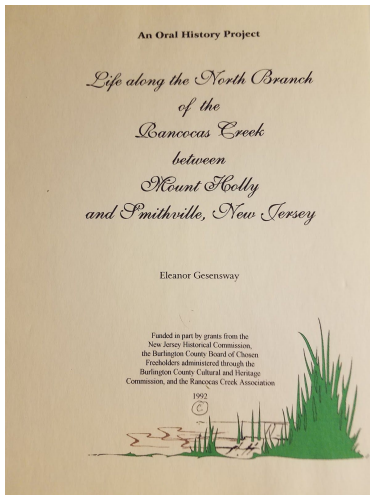 An Oral History Project
Life along the North Branch
of the
Rancocas Creek
between
Mount Holly
and Smithville, New Jersey
Eleanor Gesensway
Funded in part by grants from the
New Jersey Historical Commission,
the Burlington County Board of Chosen
Freeholders administered through the
Burlington County Cultural and Heritage
Commission, and the Rancocas Creek Association
1992
©